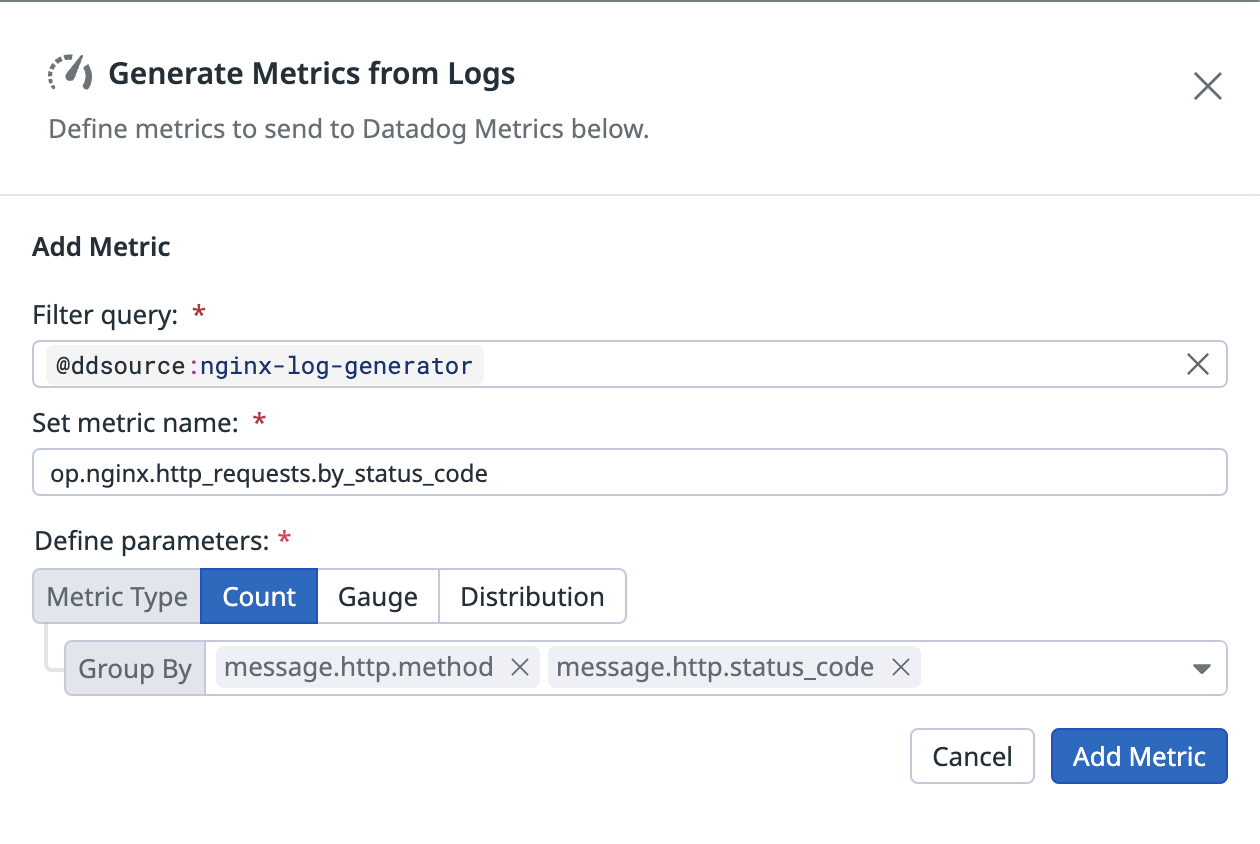 Generate Metrics from Logs
Define metrics to send to Datadog Metrics below.
Add Metric
Filter query: *
@ddsource:nginx-log-generator
Set metric name: *
op.nginx.http_requests.by_status_code
Define parameters: *
Metric Type Count Gauge Distribution
Group By message.http.method message.http.status_code
Cancel Add Metric